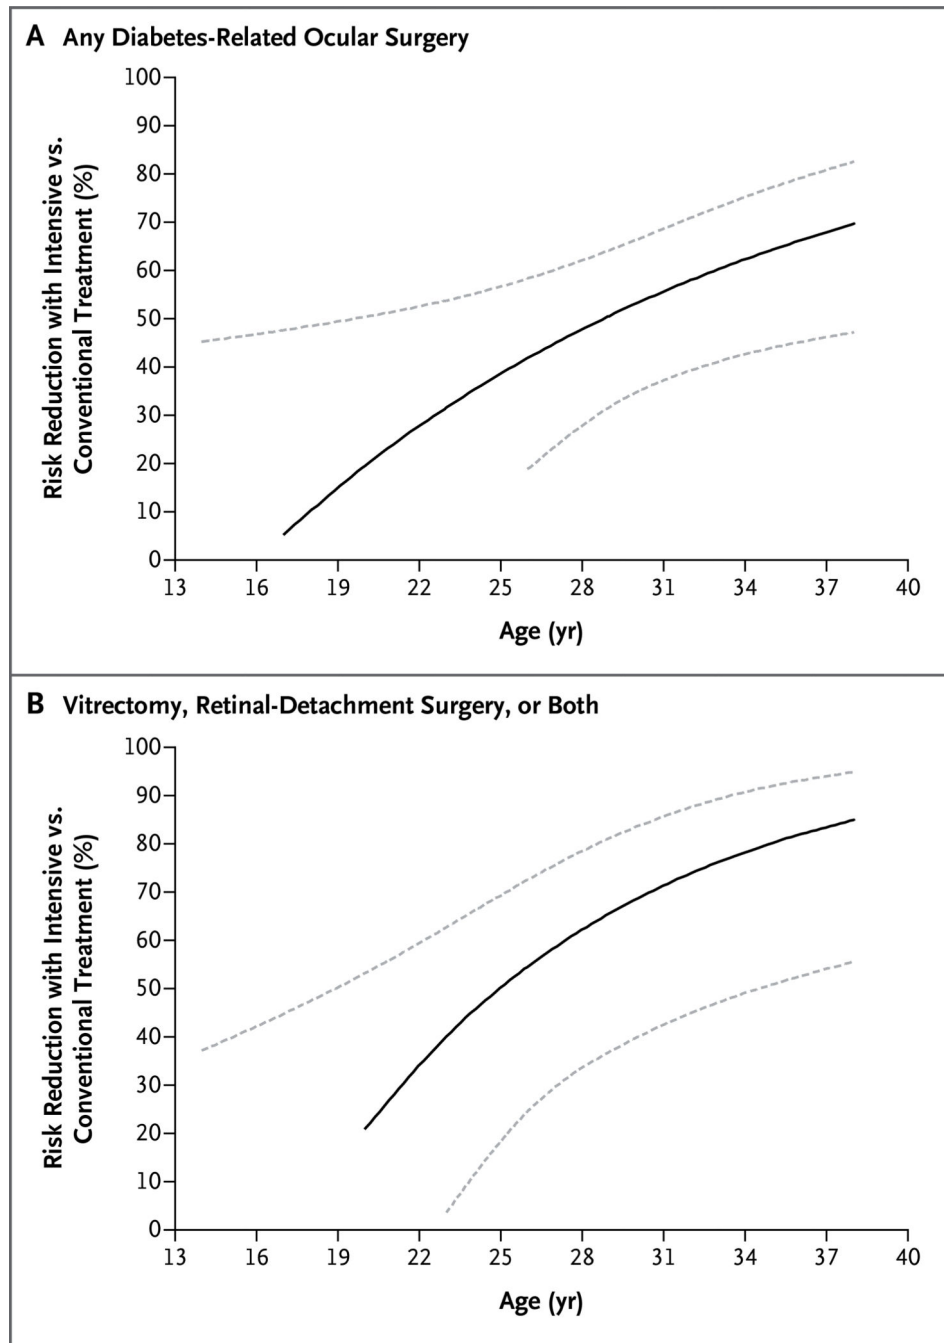 A Any Diabetes-Related Ocular Surgery
Risk Reduction with Intensive vs.
Conventional Treatment (%)
100
90
80
70
60
50
40
30
20
10
0
13 16 19 22 25 28 31 34 37 40
Age (yr)
B Vitrectomy, Retinal-Detachment Surgery, or Both
Risk Reduction with Intensive vs.
Conventional Treatment (%)
100
90
80
70
60
50
40
30
20
10
0
13 16 19 22 25 28 31 34 37 40
Age (yr)